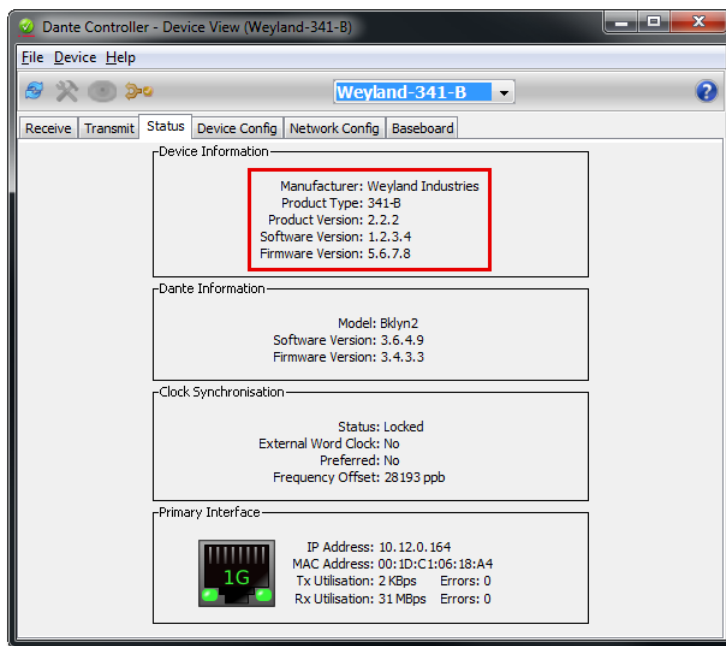 Dante Controller - Device View (Weyland-341-B)
File Device Help
Weyland-341-B
?
Receive Transmit Status Device Config Network Config Baseboard
Device Information
Manufacturer: Weyland Industries
Product Type: 341-B
Product Version: 2.2.2
Software Version: 1.2.3.4
Firmware Version: 5.6.7.8
Dante Information
Model: Bklyn2
Software Version: 3.6.4.9
Firmware Version: 3.4.3.3
Clock Synchronisation
Status: Locked
External Word Clock: No
Preferred: No
Frequency Offset: 28193 ppb
Primary Interface
1G
IP Address: 10.12.0.164
MAC Address: 00:1D:C1:06:18:A4
Tx Utilisation: 2 KBps Errors: 0
Rx Utilisation: 31 MBps Errors: 0